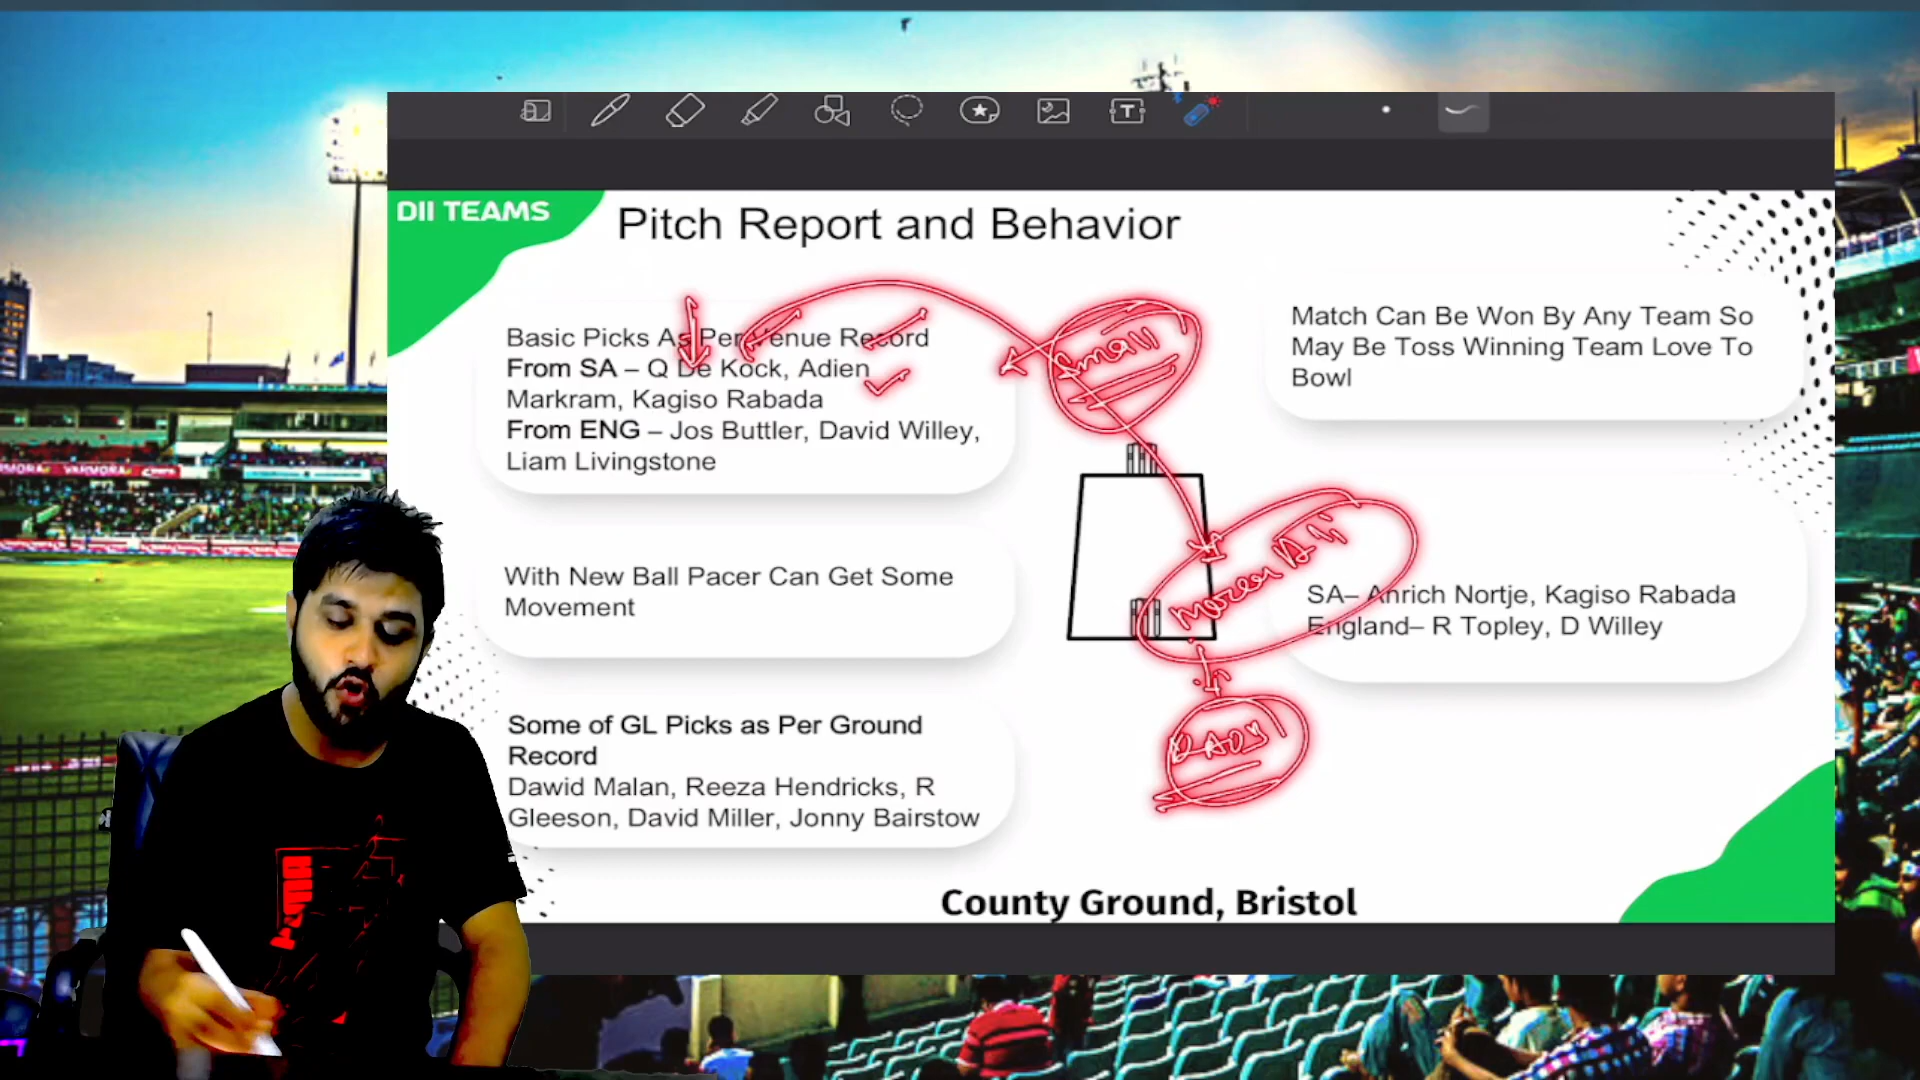 DII TEAMS
Pitch Report and Behavior
Basic Picks As Per Venue Record
From SA – Q De Kock, Adien
Markram, Kagiso Rabada
From ENG – Jos Buttler, David Willey,
Liam Livingstone
With New Ball Pacer Can Get Some
Movement
Some of GL Picks as Per Ground
Record
Dawid Malan, Reeza Hendricks, R
Gleeson, David Miller, Jonny Bairstow
Small
Match Can Be Won By Any Team So
May Be Toss Winning Team Love To
Bowl
SA– Anrich Nortje, Kagiso Rabada
England– R Topley, D Willey
County Ground, Bristol
VARMORA
T